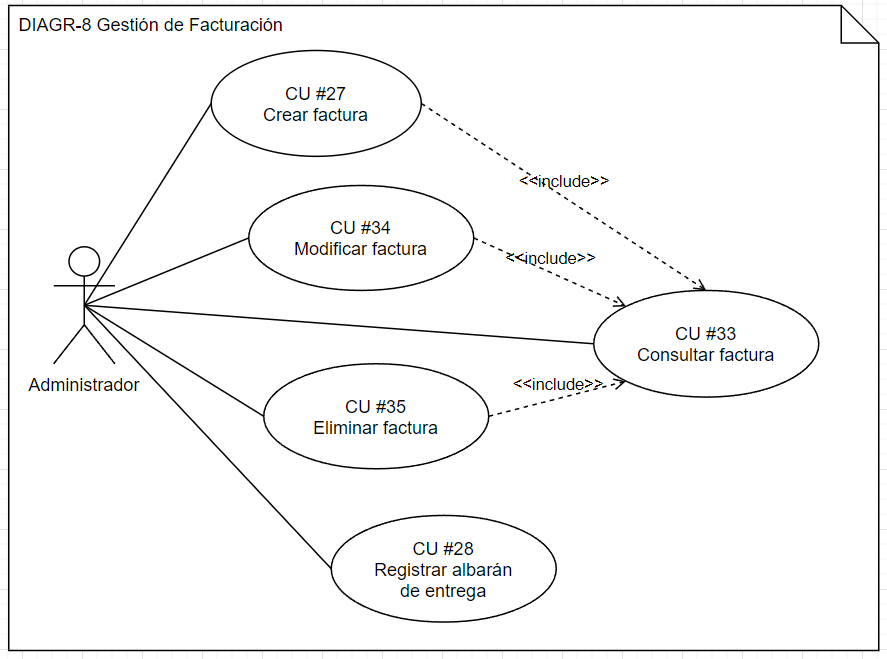 DIAGR-8 Gestión de Facturación
CU #27
Crear factura
<<include>>
CU #34
Modificar factura
<<include>>
CU #33
Consultar factura
Administrador
<<include>>
CU #35
Eliminar factura
CU #28
Registrar albarán
de entrega